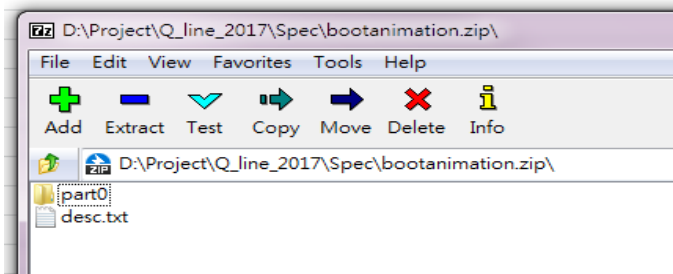 7z D:\Project\Q_line_2017\Spec\bootanimation.zip\
File Edit View Favorites Tools Help
Add Extract Test Copy Move Delete Info
ZIP D:\Project\Q_line_2017\Spec\bootanimation.zip\
part0
desc.txt